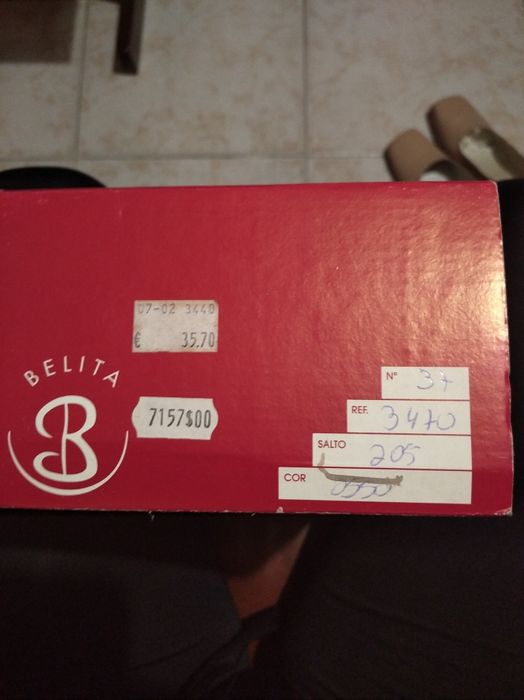 07-02 3440
€ 35.70
BELITA
B
7157$00
Nº 37
REF. 3470
SALTO 205
COR